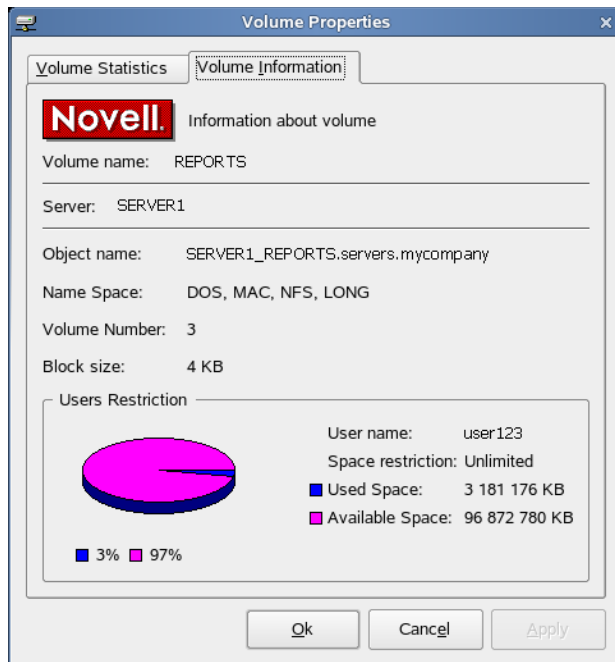 Volume Properties
Volume Statistics
Volume Information
Novell.
Information about volume
Volume name: REPORTS
Server: SERVER1
Object name: SERVER1_REPORTS.servers.mycompany
Name Space: DOS, MAC, NFS, LONG
Volume Number: 3
Block size: 4 KB
Users Restriction
User name: user123
Space restriction: Unlimited
Used Space: 3 181 176 KB
Available Space: 96 872 780 KB
3% 97%
Ok
Cancel
Apply